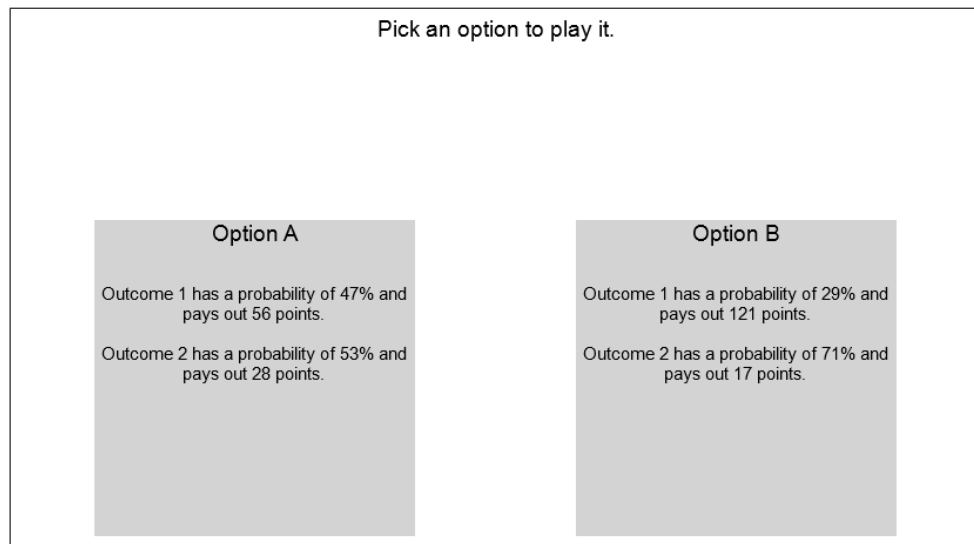 Pick an option to play it.
Option A
Outcome 1 has a probability of 47% and
pays out 56 points.
Outcome 2 has a probability of 53% and
pays out 28 points.
Option B
Outcome 1 has a probability of 29% and
pays out 121 points.
Outcome 2 has a probability of 71% and
pays out 17 points.